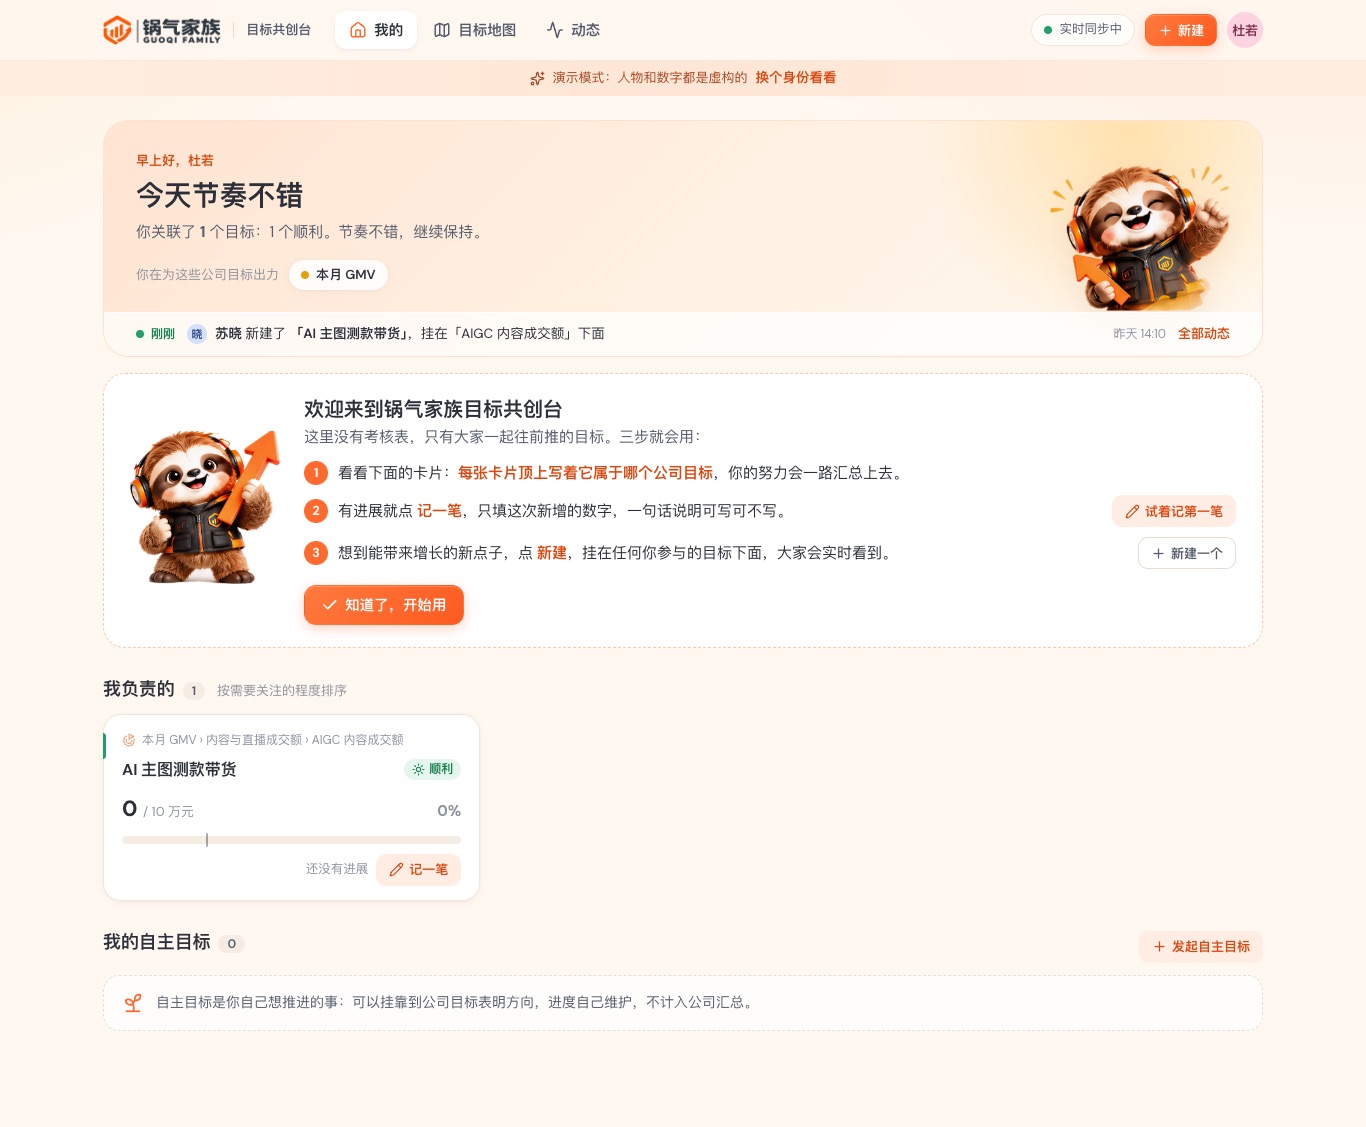 锅气家族
GUOQI FAMILY
目标共创台
我的
目标地图
动态
实时同步中
新建
杜若
演示模式：人物和数字都是虚构的 换个身份看看
早上好，杜若
今天节奏不错
你关联了 1 个目标：1 个顺利。节奏不错，继续保持。
你在为这些公司目标出力 本月 GMV
刚刚 晓 苏晓 新建了「AI 主图测款带货」，挂在「AIGC 内容成交额」下面
昨天 14:10 全部动态
欢迎来到锅气家族目标共创台
这里没有考核表，只有大家一起往前推的目标。三步就会用：
1 看看下面的卡片：每张卡片顶上写着它属于哪个公司目标，你的努力会一路汇总上去。
2 有进展就点 记一笔，只填这次新增的数字，一句话说明可写可不写。
试着记第一笔
3 想到能带来增长的新点子，点 新建，挂在任何你参与的目标下面，大家会实时看到。
新建一个
知道了，开始用
我负责的 1 按需要关注的程度排序
本月 GMV › 内容与直播成交额 › AIGC 内容成交额
AI 主图测款带货 顺利
0 / 10 万元 0%
还没有进展 记一笔
我的自主目标 0
发起自主目标
自主目标是你自己想推进的事：可以挂靠到公司目标表明方向，进度自己维护，不计入公司汇总。